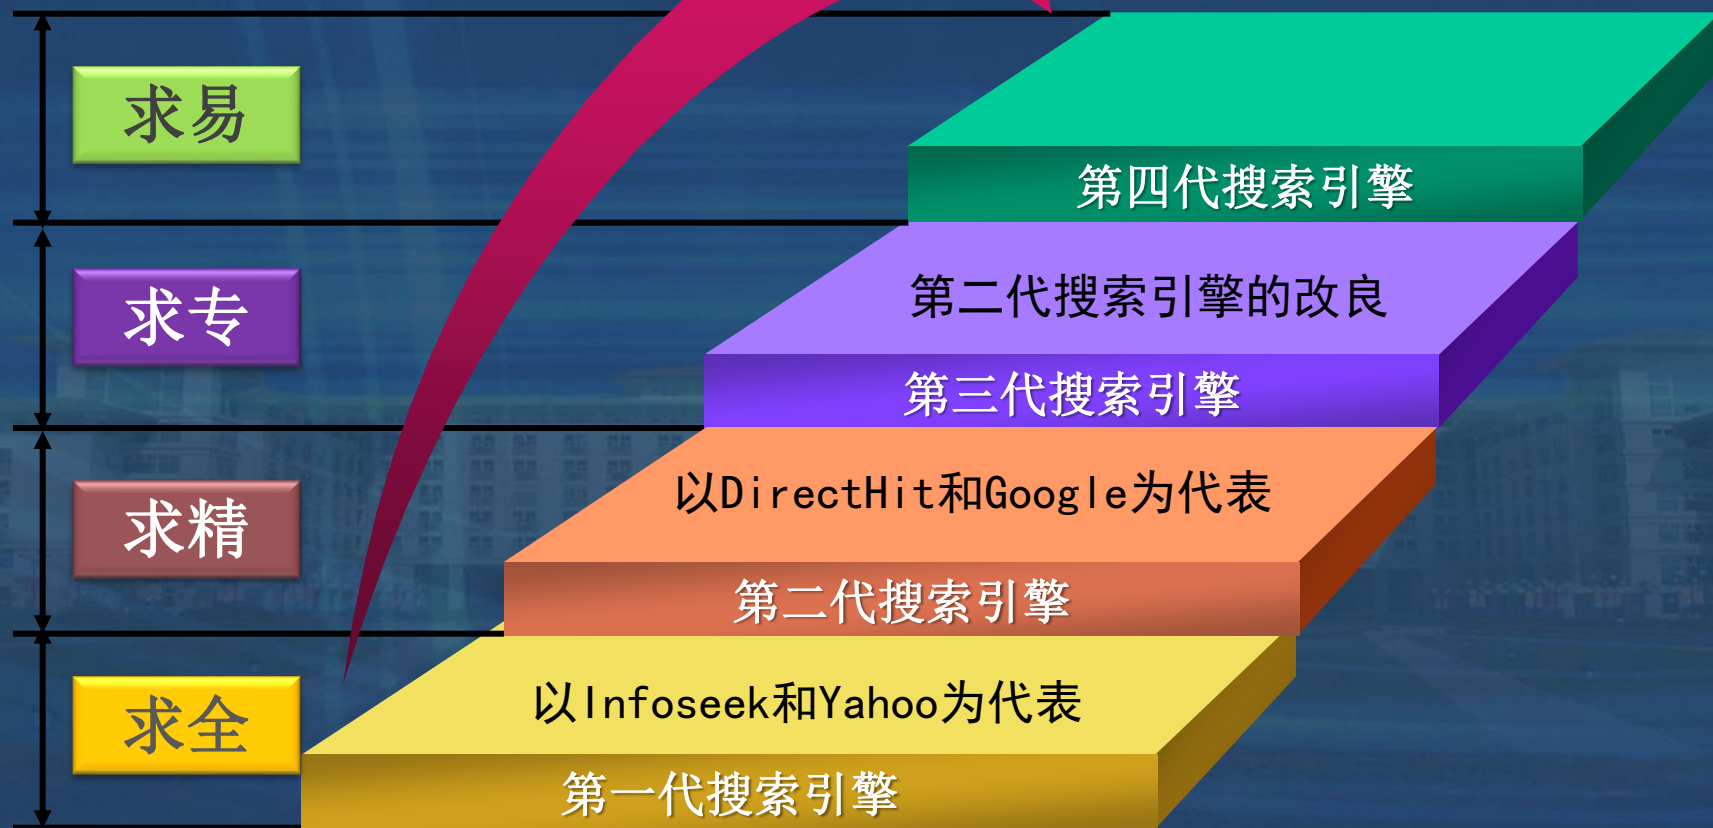 求易
第四代搜索引擎
求专
第二代搜索引擎的改良
第三代搜索引擎
求精
以DirectHit和Google为代表
第二代搜索引擎
求全
以Infoseek和Yahoo为代表
第一代搜索引擎